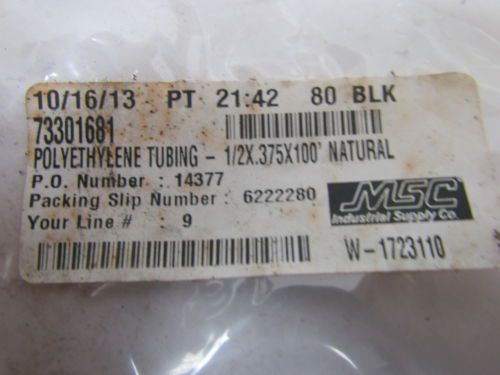 10/16/13 PT 21:42 80 BLK
73301681
POLYETHYLENE TUBING - 1/2X.375X100' NATURAL
P.O. Number : 14377
Packing Slip Number : 6222280
Your Line # : 9
MSC
Industrial Supply Co.
W-1723110